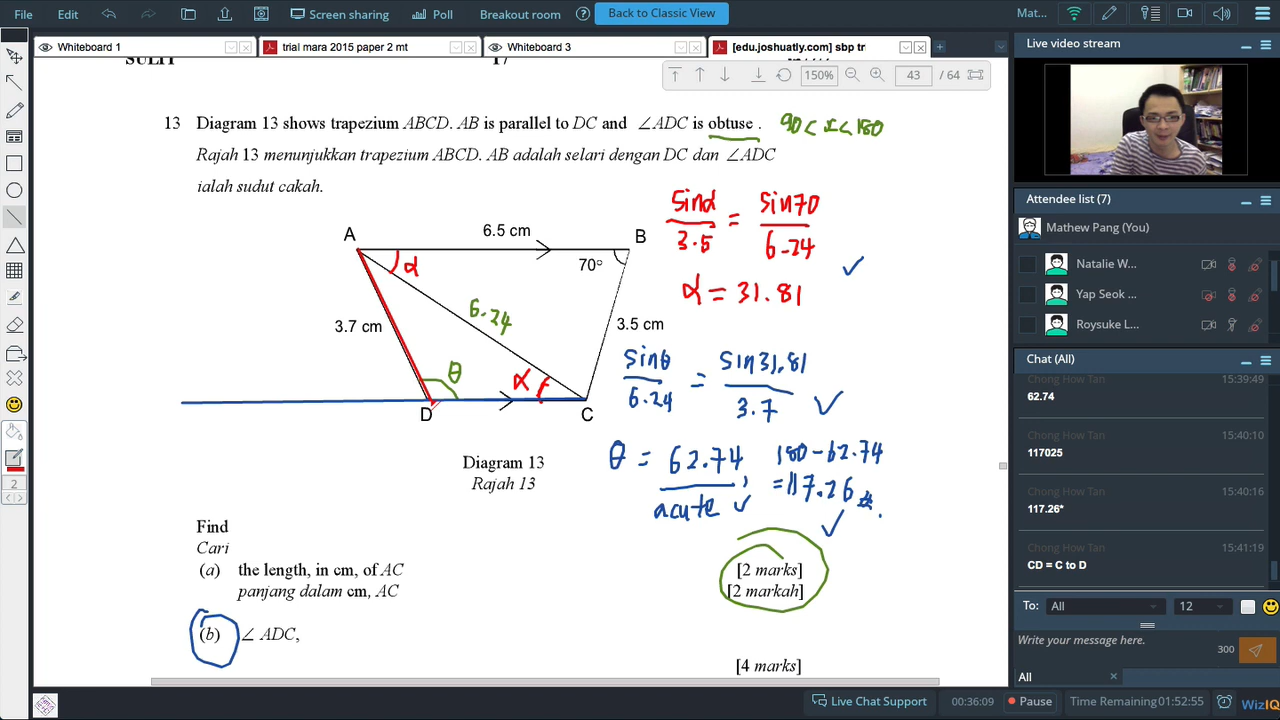 File Edit Screen sharing Poll Breakout room ? Back to Classic View Mat...
Whiteboard 1 trial mara 2015 paper 2 mt Whiteboard 3 [edu.joshuatly.com] sbp tr
Live video stream
150% 43 / 64
SULIT 17
13 Diagram 13 shows trapezium ABCD. AB is parallel to DC and ∠ADC is obtuse . 90 < x < 180
Rajah 13 menunjukkan trapezium ABCD. AB adalah selari dengan DC dan ∠ADC
ialah sudut cakah.
Attendee list (7)
Mathew Pang (You)
Natalie W...
Yap Seok ...
Roysuke L...
A 6.5 cm B
α 70°
6.24
3.7 cm 3.5 cm
θ α
D C
sinα/3.5 = sin70/6.24
α = 31.81
sinθ/6.24 = sin31.81/3.7
θ = 62.74, 180-62.74
acute = 117.26
Diagram 13
Rajah 13
Find
Cari
(a) the length, in cm, of AC [2 marks]
panjang dalam cm, AC [2 markah]
(b) ∠ ADC,
[4 marks]
Chat (All)
Chong How Tan 15:39:49
62.74
Chong How Tan 15:40:10
117025
Chong How Tan 15:40:16
117.26*
Chong How Tan 15:41:19
CD = C to D
To: All 12
Write your message here.
300
All
2
Live Chat Support 00:36:09 Pause Time Remaining 01:52:55 WizIQ